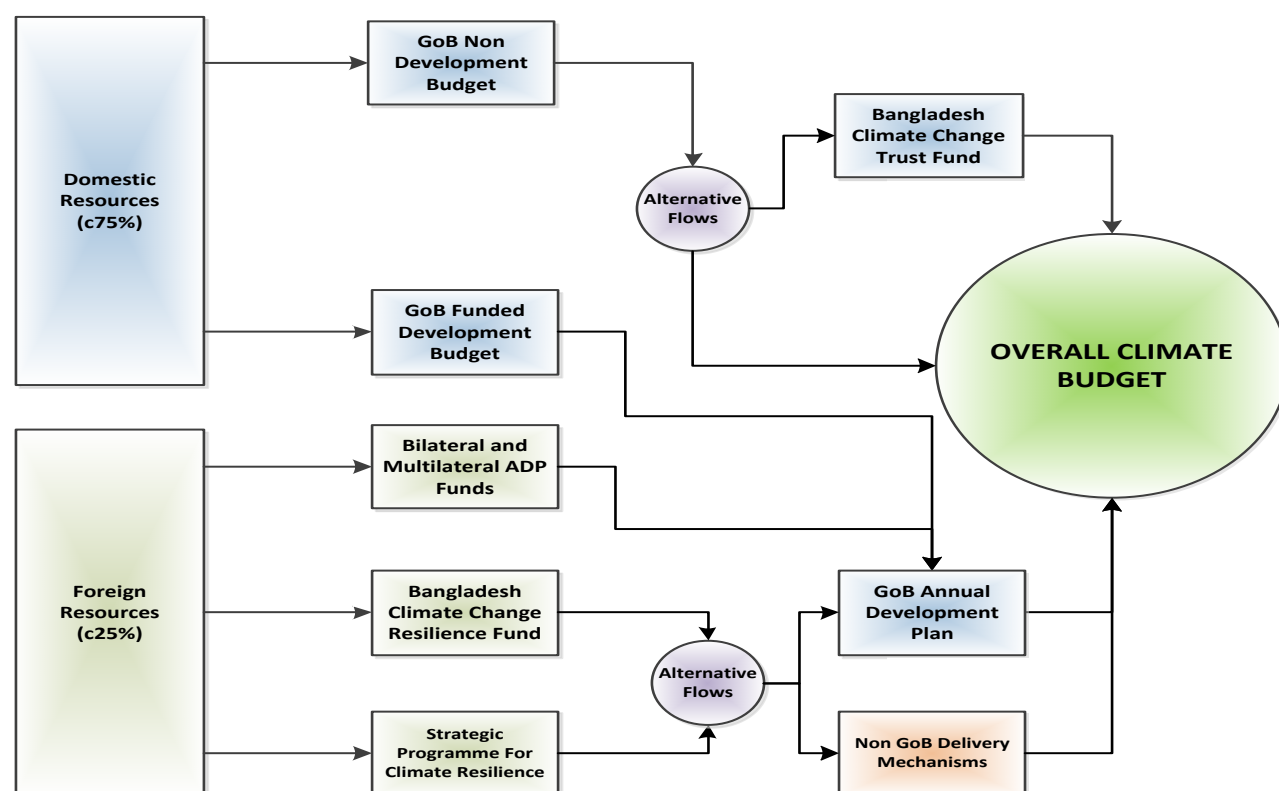 Domestic
Resources
(c75%)
GoB Non
Development
Budget
Bangladesh
Climate Change
Trust Fund
Alternative
Flows
GoB Funded
Development
Budget
OVERALL CLIMATE
BUDGET
Foreign
Resources
(c25%)
Bilateral and
Multilateral ADP
Funds
Bangladesh
Climate Change
Resilience Fund
Strategic
Programme For
Climate Resilience
Alternative
Flows
GoB Annual
Development
Plan
Non GoB Delivery
Mechanisms